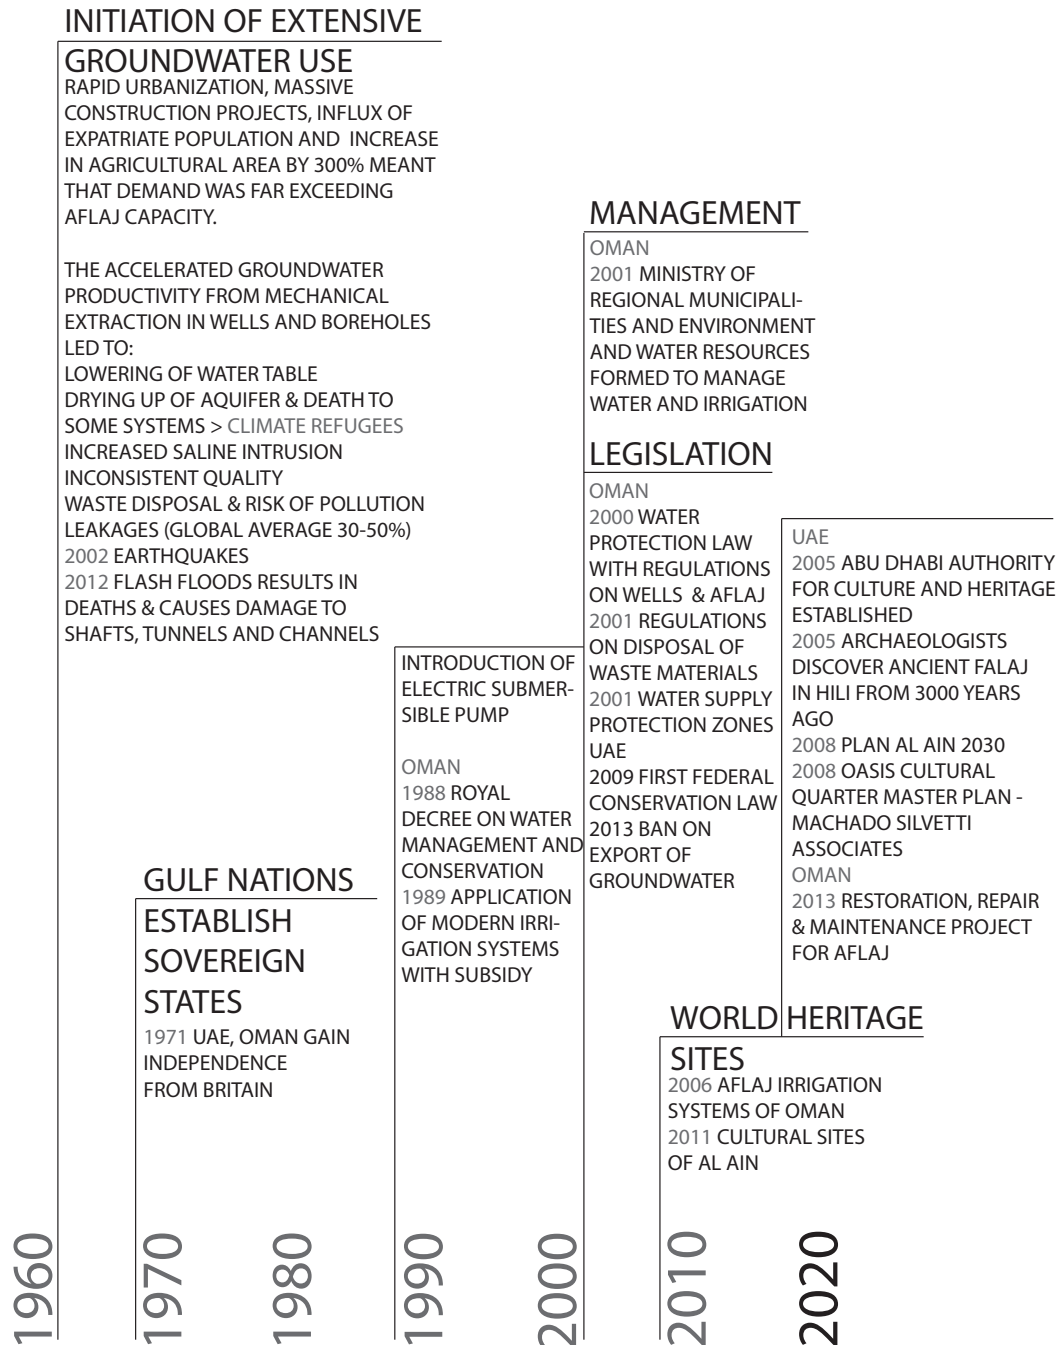 INITIATION OF EXTENSIVE
GROUNDWATER USE
RAPID URBANIZATION, MASSIVE
CONSTRUCTION PROJECTS, INFLUX OF
EXPATRIATE POPULATION AND  INCREASE
IN AGRICULTURAL AREA BY 300% MEANT
THAT DEMAND WAS FAR EXCEEDING
AFLAJ CAPACITY.
THE ACCELERATED GROUNDWATER
PRODUCTIVITY FROM MECHANICAL
EXTRACTION IN WELLS AND BOREHOLES
LED TO:
LOWERING OF WATER TABLE
DRYING UP OF AQUIFER & DEATH TO
SOME SYSTEMS > CLIMATE REFUGEES
INCREASED SALINE INTRUSION
INCONSISTENT QUALITY
WASTE DISPOSAL & RISK OF POLLUTION
LEAKAGES (GLOBAL AVERAGE 30-50%)
2002 EARTHQUAKES
2012 FLASH FLOODS RESULTS IN
DEATHS & CAUSES DAMAGE TO
SHAFTS, TUNNELS AND CHANNELS
GULF NATIONS
ESTABLISH
SOVEREIGN
STATES
1971 UAE, OMAN GAIN
INDEPENDENCE
FROM BRITAIN
INTRODUCTION OF
ELECTRIC SUBMER-
SIBLE PUMP
OMAN
1988 ROYAL
DECREE ON WATER
MANAGEMENT AND
CONSERVATION
1989 APPLICATION
OF MODERN IRRI-
GATION SYSTEMS
WITH SUBSIDY
MANAGEMENT
OMAN
2001 MINISTRY OF
REGIONAL MUNICIPALI-
TIES AND ENVIRONMENT
AND WATER RESOURCES
FORMED TO MANAGE
WATER AND IRRIGATION
LEGISLATION
OMAN
2000 WATER
PROTECTION LAW
WITH REGULATIONS
ON WELLS  & AFLAJ
2001 REGULATIONS
ON DISPOSAL OF
WASTE MATERIALS
2001 WATER SUPPLY
PROTECTION ZONES
UAE
2009 FIRST FEDERAL
CONSERVATION LAW
2013 BAN ON
EXPORT OF
GROUNDWATER
UAE
2005 ABU DHABI AUTHORITY
FOR CULTURE AND HERITAGE
ESTABLISHED
2005 ARCHAEOLOGISTS
DISCOVER ANCIENT FALAJ
IN HILI FROM 3000 YEARS
AGO
2008 PLAN AL AIN 2030
2008 OASIS CULTURAL
QUARTER MASTER PLAN -
MACHADO SILVETTI
ASSOCIATES
OMAN
2013 RESTORATION, REPAIR
& MAINTENANCE PROJECT
FOR AFLAJ
WORLD HERITAGE
SITES
2006 AFLAJ IRRIGATION
SYSTEMS OF OMAN
2011 CULTURAL SITES
OF AL AIN
1960
1970
1980
1990
2000
2010
2020